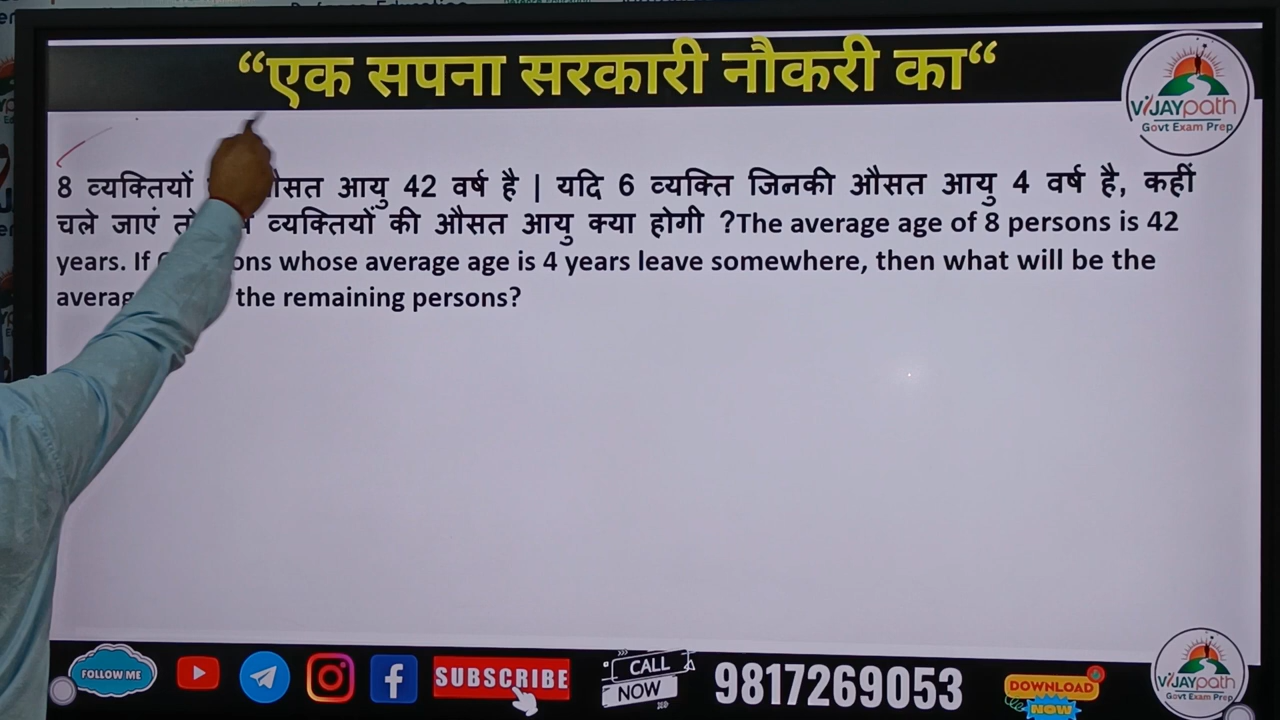 “एक सपना सरकारी नौकरी का“
VIJAYpath
Govt Exam Prep
8 व्यक्तियों औसत आयु 42 वर्ष है | यदि 6 व्यक्ति जिनकी औसत आयु 4 वर्ष है, कहीं
चले जाएं व्यक्तियों की औसत आयु क्या होगी ?The average age of 8 persons is 42
years. If whose average age is 4 years leave somewhere, then what will be the
the remaining persons?
FOLLOW ME
SUBSCRIBE
CALL
NOW
9817269053
DOWNLOAD
NOW
VIJAYpath
Govt Exam Prep